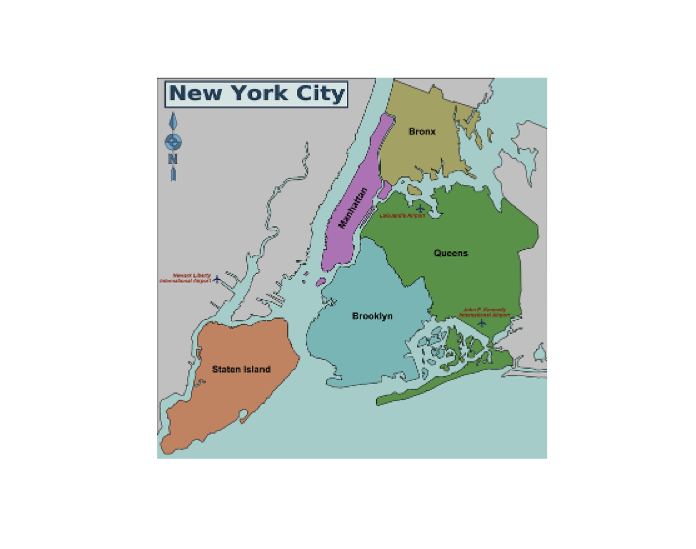 New York City
N
Bronx
Manhattan
LaGuardia Airport
Queens
Newark Liberty
International Airport
John F. Kennedy
International Airport
Brooklyn
Staten Island